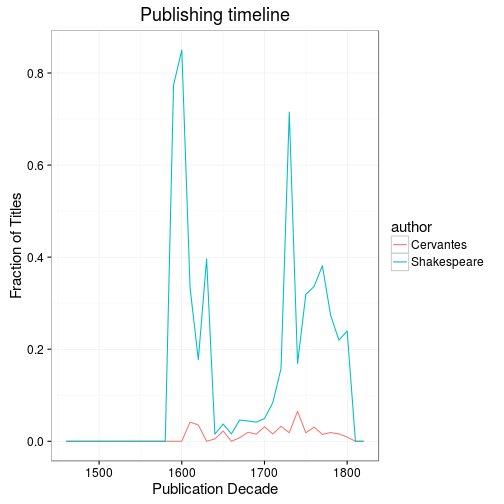 Publishing timeline
Fraction of Titles
0.8
0.6
0.4
0.2
0.0
1500
1600
1700
1800
Publication Decade
author
Cervantes
Shakespeare